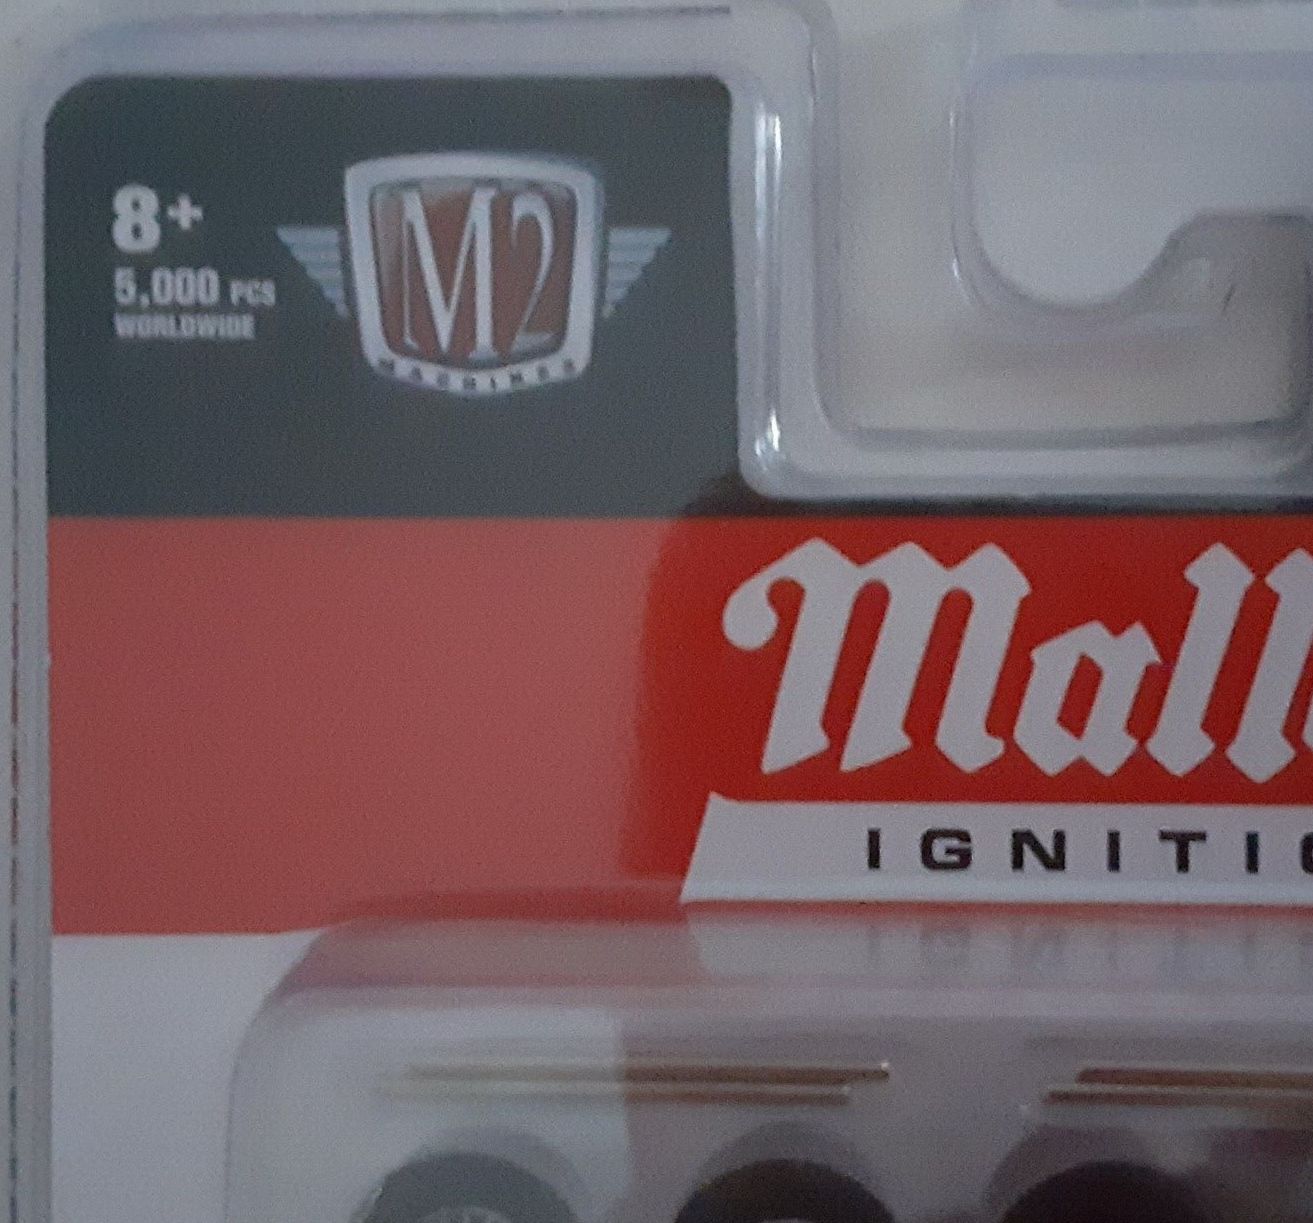 8+
5,000 PCS
WORLDWIDE
M2
MACHINES
Mall
IGNITI